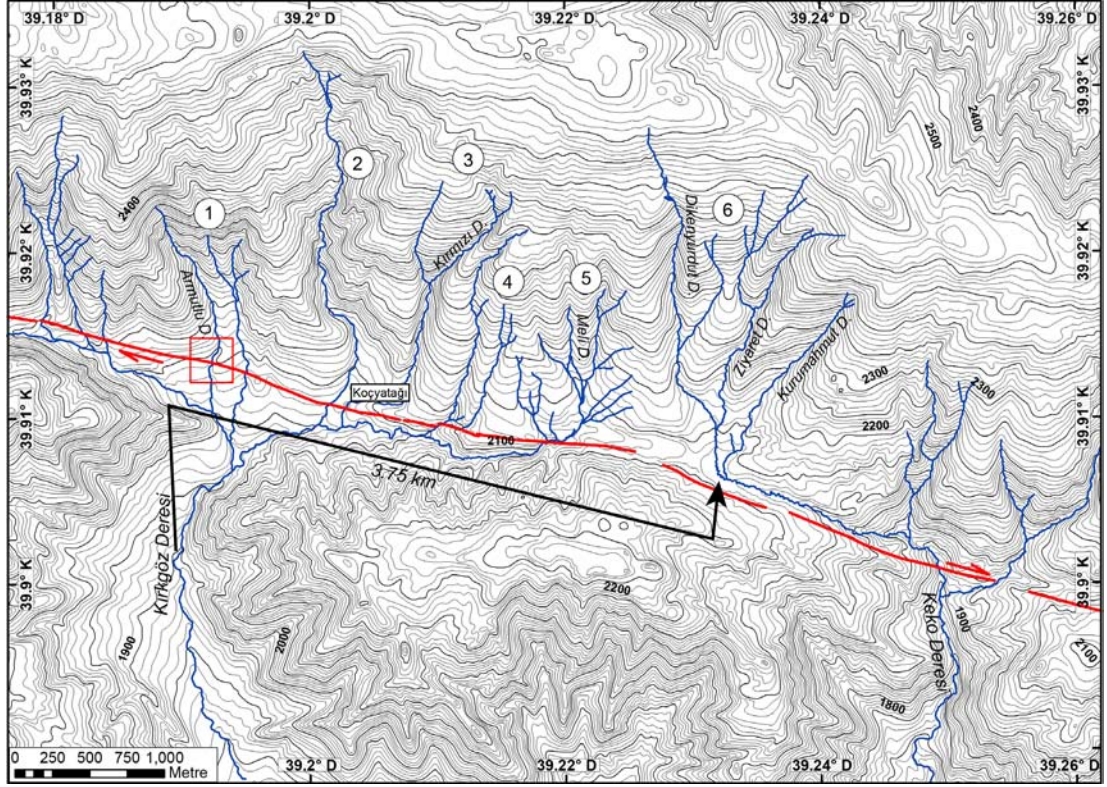 39.18° D
39.2° D
39.22° D
39.24° D
39.26° D
39.93° K
39.93° K
2500
2400
2
3
1
2400
6
39.92° K
39.92° K
Armutlu D.
Kırmızı D.
4
5
Meli D.
Dikenyurdut D.
Ziyaret D.
Kurumahmut D.
2300
2300
2200
Koçyatağı
39.91° K
39.91° K
2100
3.75 km
Kırkgöz Deresi
39.9° K
39.9° K
2200
2000
1900
1900
2100
Keko Deresi
1800
0 250 500 750 1,000
Metre
39.2° D
39.22° D
39.24° D
39.26° D